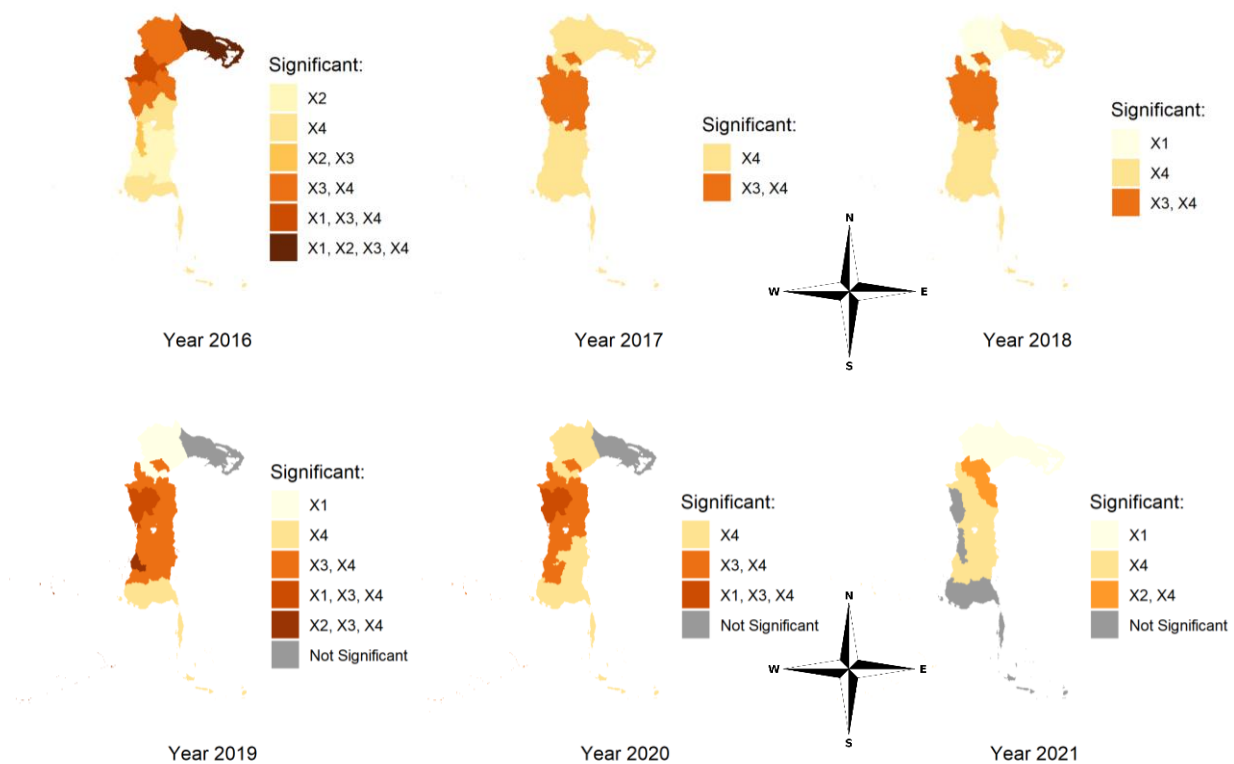 Significant:
X2
X4
X2, X3
X3, X4
X1, X3, X4
X1, X2, X3, X4
Year 2016
Significant:
X4
X3, X4
Year 2017
N
W
E
S
Significant:
X1
X4
X3, X4
Year 2018
Significant:
X1
X4
X3, X4
X1, X3, X4
X2, X3, X4
Not Significant
Year 2019
Significant:
X4
X3, X4
X1, X3, X4
Not Significant
Year 2020
N
W
E
S
Significant:
X1
X4
X2, X4
Not Significant
Year 2021